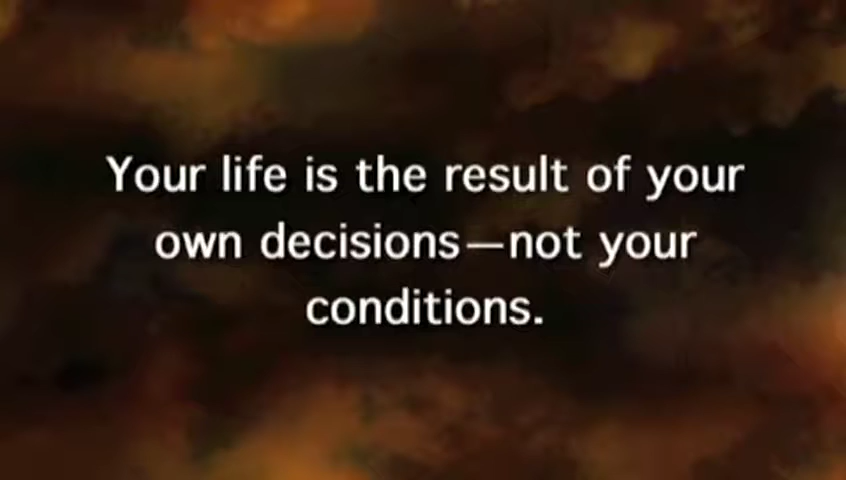 Your life is the result of your
own decisions—not your
conditions.